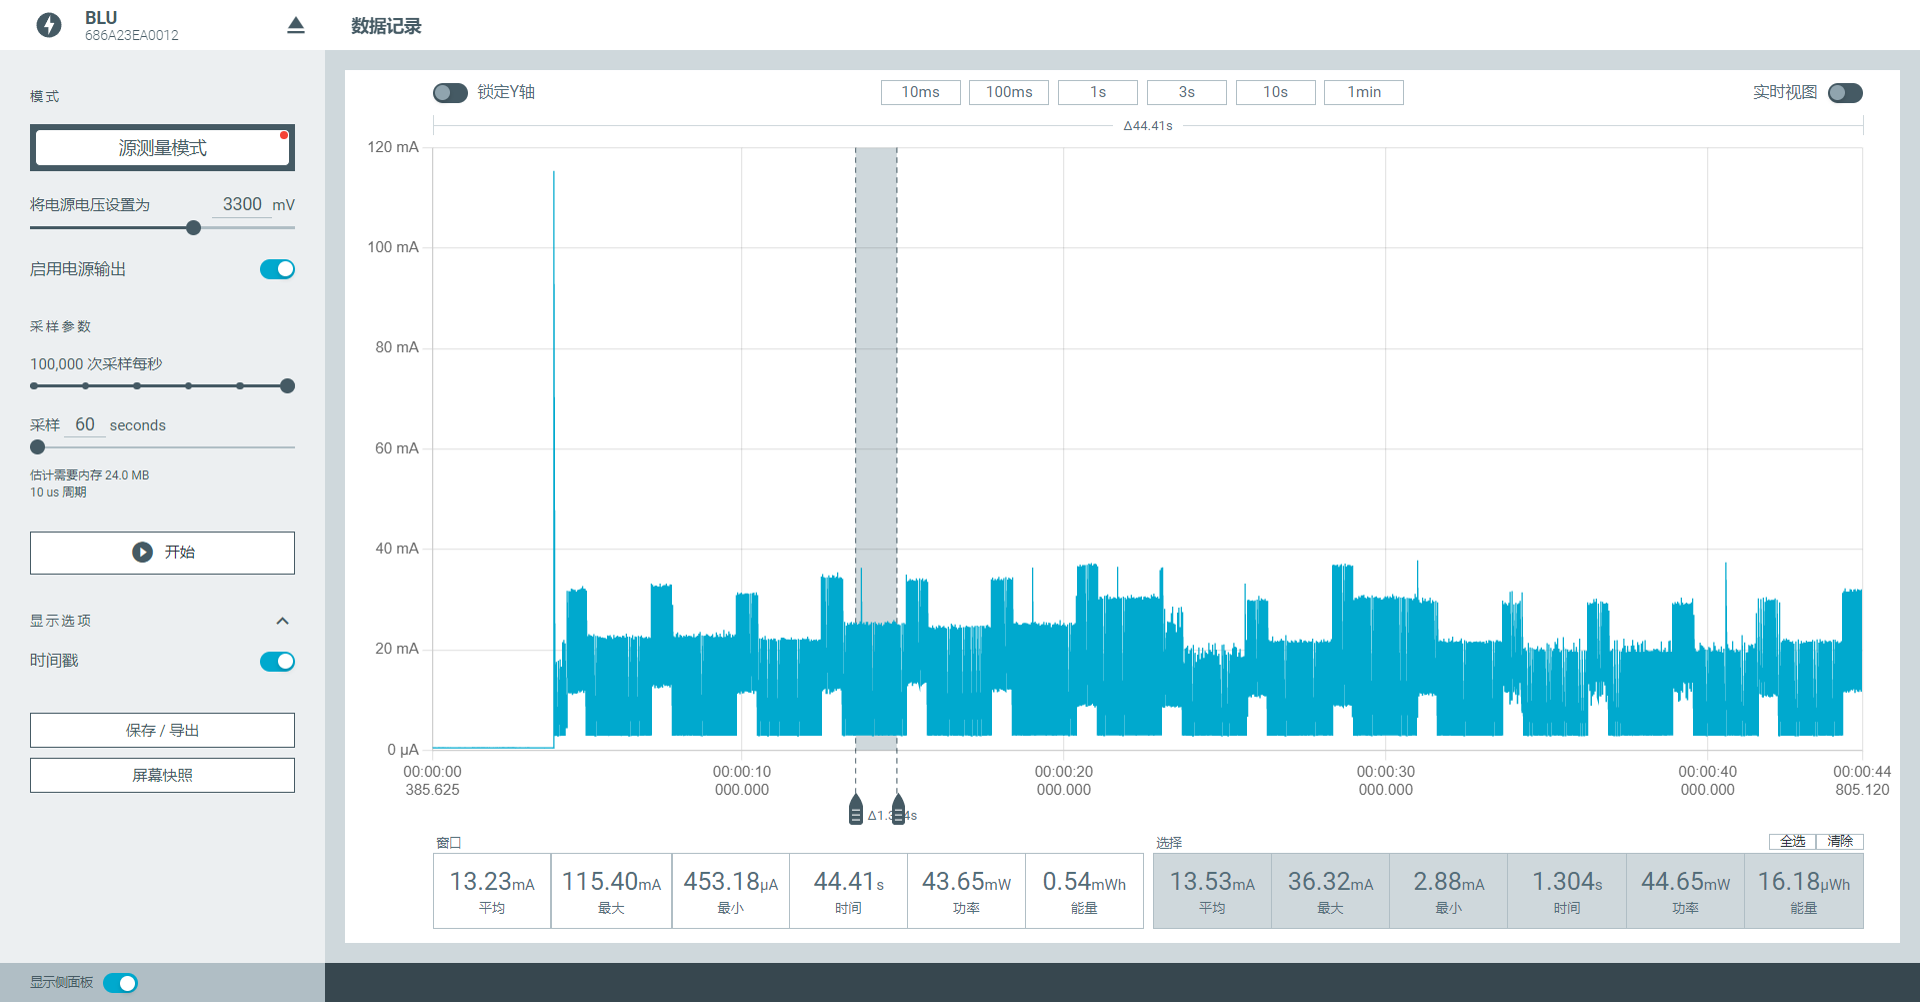 BLU
686A23EA0012
数据记录
模式
源测量模式
将电源电压设置为 3300 mV
启用电源输出
采样参数
100,000 次采样每秒
采样 60 seconds
估计需要内存 24.0 MB
10 us 周期
开始
显示选项
时间戳
保存 / 导出
屏幕快照
显示侧面板
锁定Y轴
10ms
100ms
1s
3s
10s
1min
实时视图
Δ44.41s
120 mA
100 mA
80 mA
60 mA
40 mA
20 mA
0 µA
00:00:00
385.625
00:00:10
000.000
00:00:20
000.000
00:00:30
000.000
00:00:40
000.000
00:00:44
805.120
窗口
13.23mA
平均
115.40mA
最大
453.18µA
最小
44.41s
时间
43.65mW
功率
0.54mWh
能量
选择
全选
清除
13.53mA
平均
36.32mA
最大
2.88mA
最小
1.304s
时间
44.65mW
功率
16.18µWh
能量